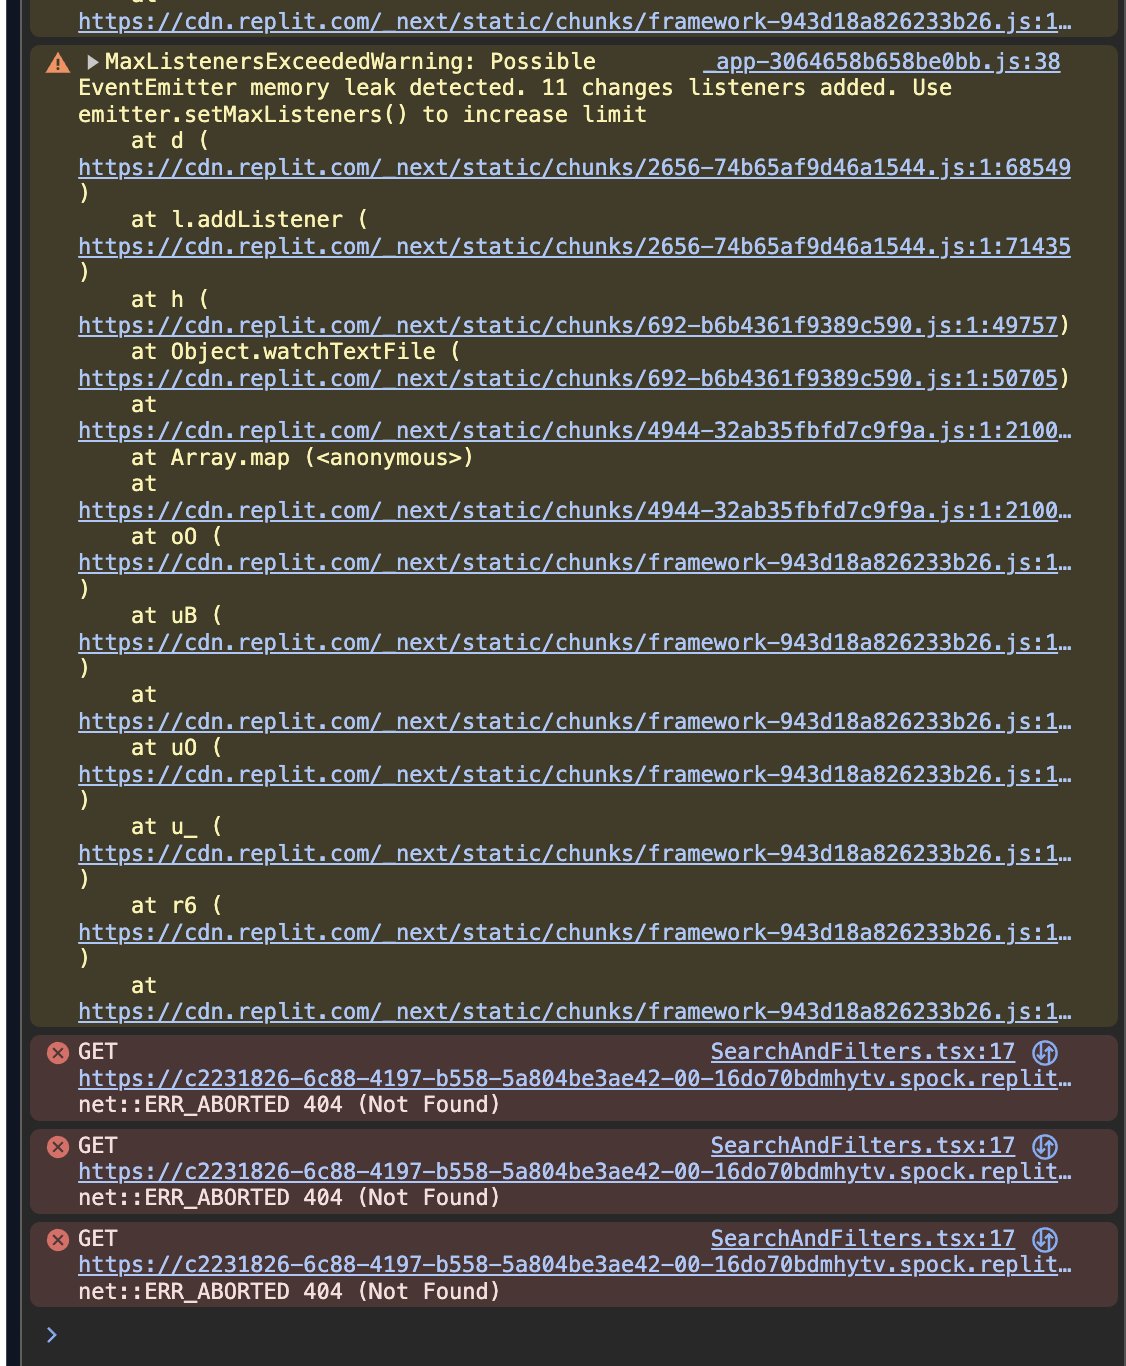 at
https://cdn.replit.com/_next/static/chunks/framework-943d18a826233b26.js:1…
▶MaxListenersExceededWarning: Possible _app-3064658b658be0bb.js:38
EventEmitter memory leak detected. 11 changes listeners added. Use
emitter.setMaxListeners() to increase limit
at d (
https://cdn.replit.com/_next/static/chunks/2656-74b65af9d46a1544.js:1:68549
)
at l.addListener (
https://cdn.replit.com/_next/static/chunks/2656-74b65af9d46a1544.js:1:71435
)
at h (
https://cdn.replit.com/_next/static/chunks/692-b6b4361f9389c590.js:1:49757)
at Object.watchTextFile (
https://cdn.replit.com/_next/static/chunks/692-b6b4361f9389c590.js:1:50705)
at
https://cdn.replit.com/_next/static/chunks/4944-32ab35fbfd7c9f9a.js:1:2100…
at Array.map (<anonymous>)
at
https://cdn.replit.com/_next/static/chunks/4944-32ab35fbfd7c9f9a.js:1:2100…
at oO (
https://cdn.replit.com/_next/static/chunks/framework-943d18a826233b26.js:1…
)
at uB (
https://cdn.replit.com/_next/static/chunks/framework-943d18a826233b26.js:1…
)
at
https://cdn.replit.com/_next/static/chunks/framework-943d18a826233b26.js:1…
at uO (
https://cdn.replit.com/_next/static/chunks/framework-943d18a826233b26.js:1…
)
at u_ (
https://cdn.replit.com/_next/static/chunks/framework-943d18a826233b26.js:1…
)
at r6 (
https://cdn.replit.com/_next/static/chunks/framework-943d18a826233b26.js:1…
)
at
https://cdn.replit.com/_next/static/chunks/framework-943d18a826233b26.js:1…
GET SearchAndFilters.tsx:17
https://c2231826-6c88-4197-b558-5a804be3ae42-00-16do70bdmhytv.spock.replit…
net::ERR_ABORTED 404 (Not Found)
GET SearchAndFilters.tsx:17
https://c2231826-6c88-4197-b558-5a804be3ae42-00-16do70bdmhytv.spock.replit…
net::ERR_ABORTED 404 (Not Found)
GET SearchAndFilters.tsx:17
https://c2231826-6c88-4197-b558-5a804be3ae42-00-16do70bdmhytv.spock.replit…
net::ERR_ABORTED 404 (Not Found)